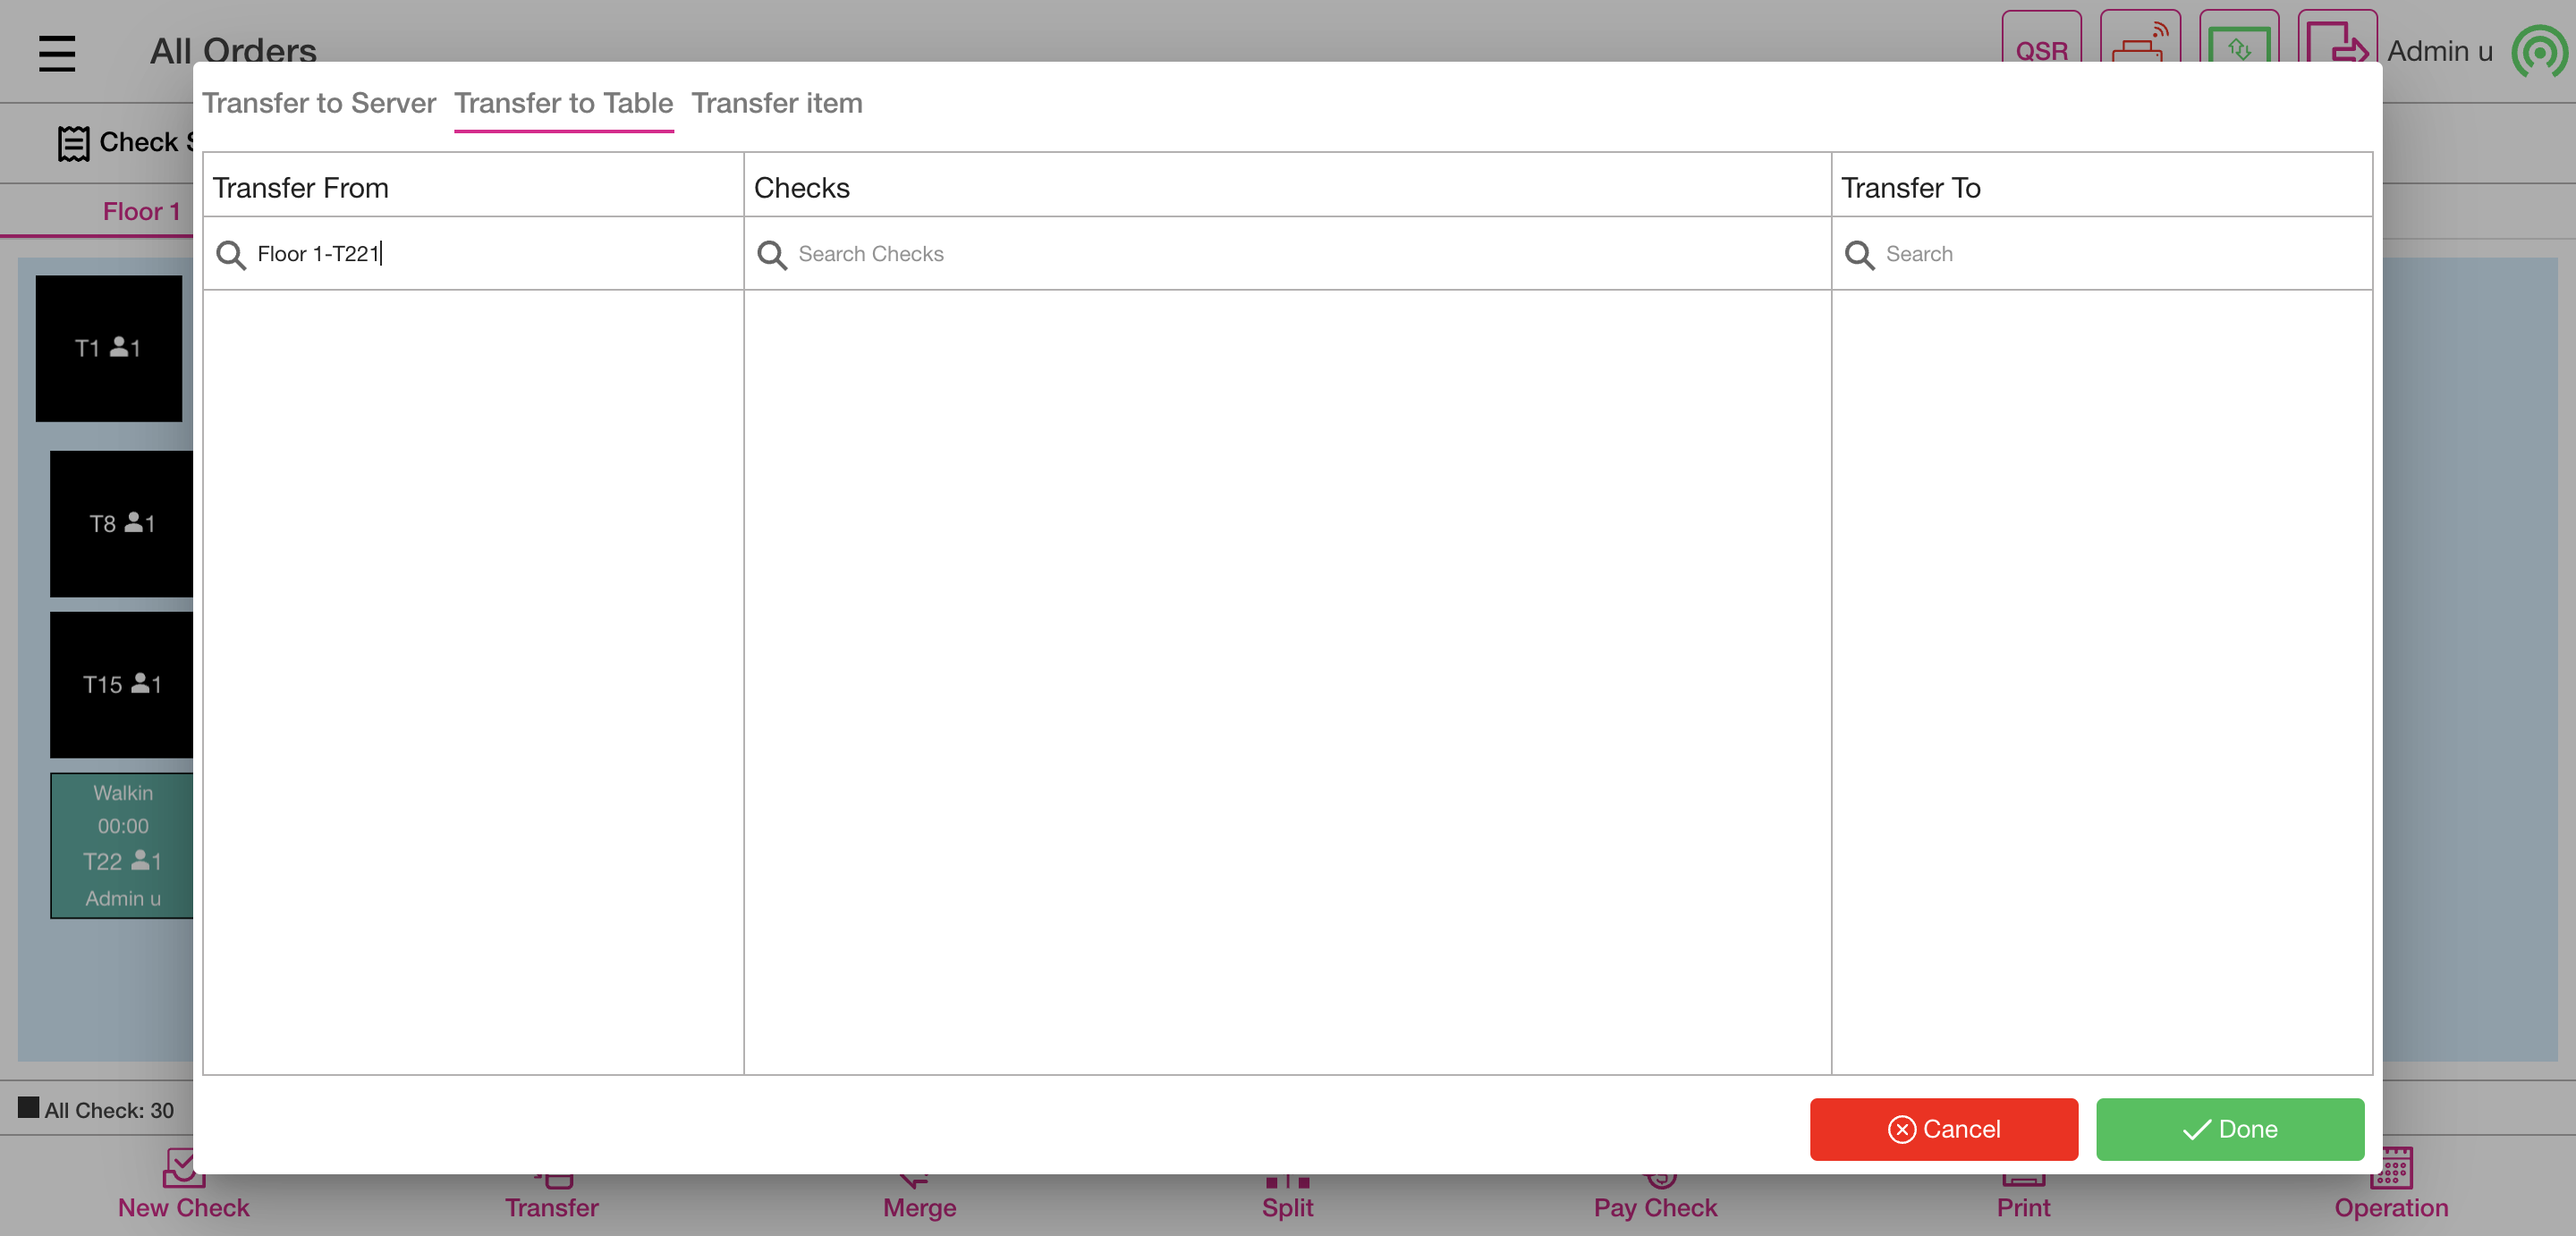 All Orders
QSR
Admin u
Transfer to Server Transfer to Table Transfer item
Check
Transfer From
Checks
Transfer To
Floor 1
Floor 1-T221
Search Checks
Search
T1 1
T8 1
T15 1
Walkin
00:00
T22 1
Admin u
All Check: 30
Cancel
Done
New Check
Transfer
Merge
Split
Pay Check
Print
Operation